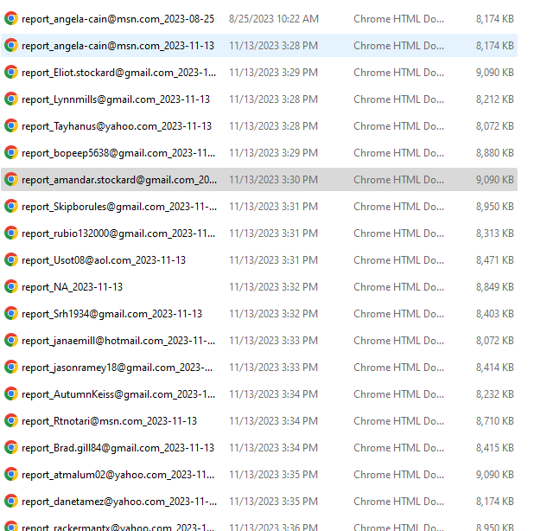 report_angela-cain@msn.com_2023-08-25 8/25/2023 10:22 AM Chrome HTML Do... 8,174 KB
report_angela-cain@msn.com_2023-11-13 11/13/2023 3:28 PM Chrome HTML Do... 8,174 KB
report_Eliot.stockard@gmail.com_2023-1... 11/13/2023 3:29 PM Chrome HTML Do... 9,090 KB
report_Lynnmills@gmail.com_2023-11-13 11/13/2023 3:28 PM Chrome HTML Do... 8,212 KB
report_Tayhanus@yahoo.com_2023-11-13 11/13/2023 3:28 PM Chrome HTML Do... 8,072 KB
report_bopeep5638@gmail.com_2023-11... 11/13/2023 3:29 PM Chrome HTML Do... 8,880 KB
report_amandar.stockard@gmail.com_20... 11/13/2023 3:30 PM Chrome HTML Do... 9,090 KB
report_Skipborules@gmail.com_2023-11-... 11/13/2023 3:31 PM Chrome HTML Do... 8,950 KB
report_rubio132000@gmail.com_2023-11... 11/13/2023 3:31 PM Chrome HTML Do... 8,313 KB
report_Usot08@aol.com_2023-11-13 11/13/2023 3:31 PM Chrome HTML Do... 8,471 KB
report_NA_2023-11-13 11/13/2023 3:31 PM Chrome HTML Do... 8,849 KB
report_Srh1934@gmail.com_2023-11-13 11/13/2023 3:32 PM Chrome HTML Do... 8,403 KB
report_janaemill@hotmail.com_2023-11-13 11/13/2023 3:33 PM Chrome HTML Do... 8,072 KB
report_jasonramey18@gmail.com_2023-... 11/13/2023 3:33 PM Chrome HTML Do... 8,414 KB
report_AutumnKeiss@gmail.com_2023-1... 11/13/2023 3:34 PM Chrome HTML Do... 8,232 KB
report_Rtnotari@msn.com_2023-11-13 11/13/2023 3:34 PM Chrome HTML Do... 8,710 KB
report_Brad.gill84@gmail.com_2023-11-13 11/13/2023 3:34 PM Chrome HTML Do... 8,415 KB
report_atmalum02@yahoo.com_2023-11... 11/13/2023 3:35 PM Chrome HTML Do... 9,090 KB
report_danetamez@yahoo.com_2023-11-... 11/13/2023 3:35 PM Chrome HTML Do... 8,174 KB
report_rackermantx@yahoo.com_2023-11... 11/13/2023 3:36 PM Chrome HTML Do... 8,950 KB